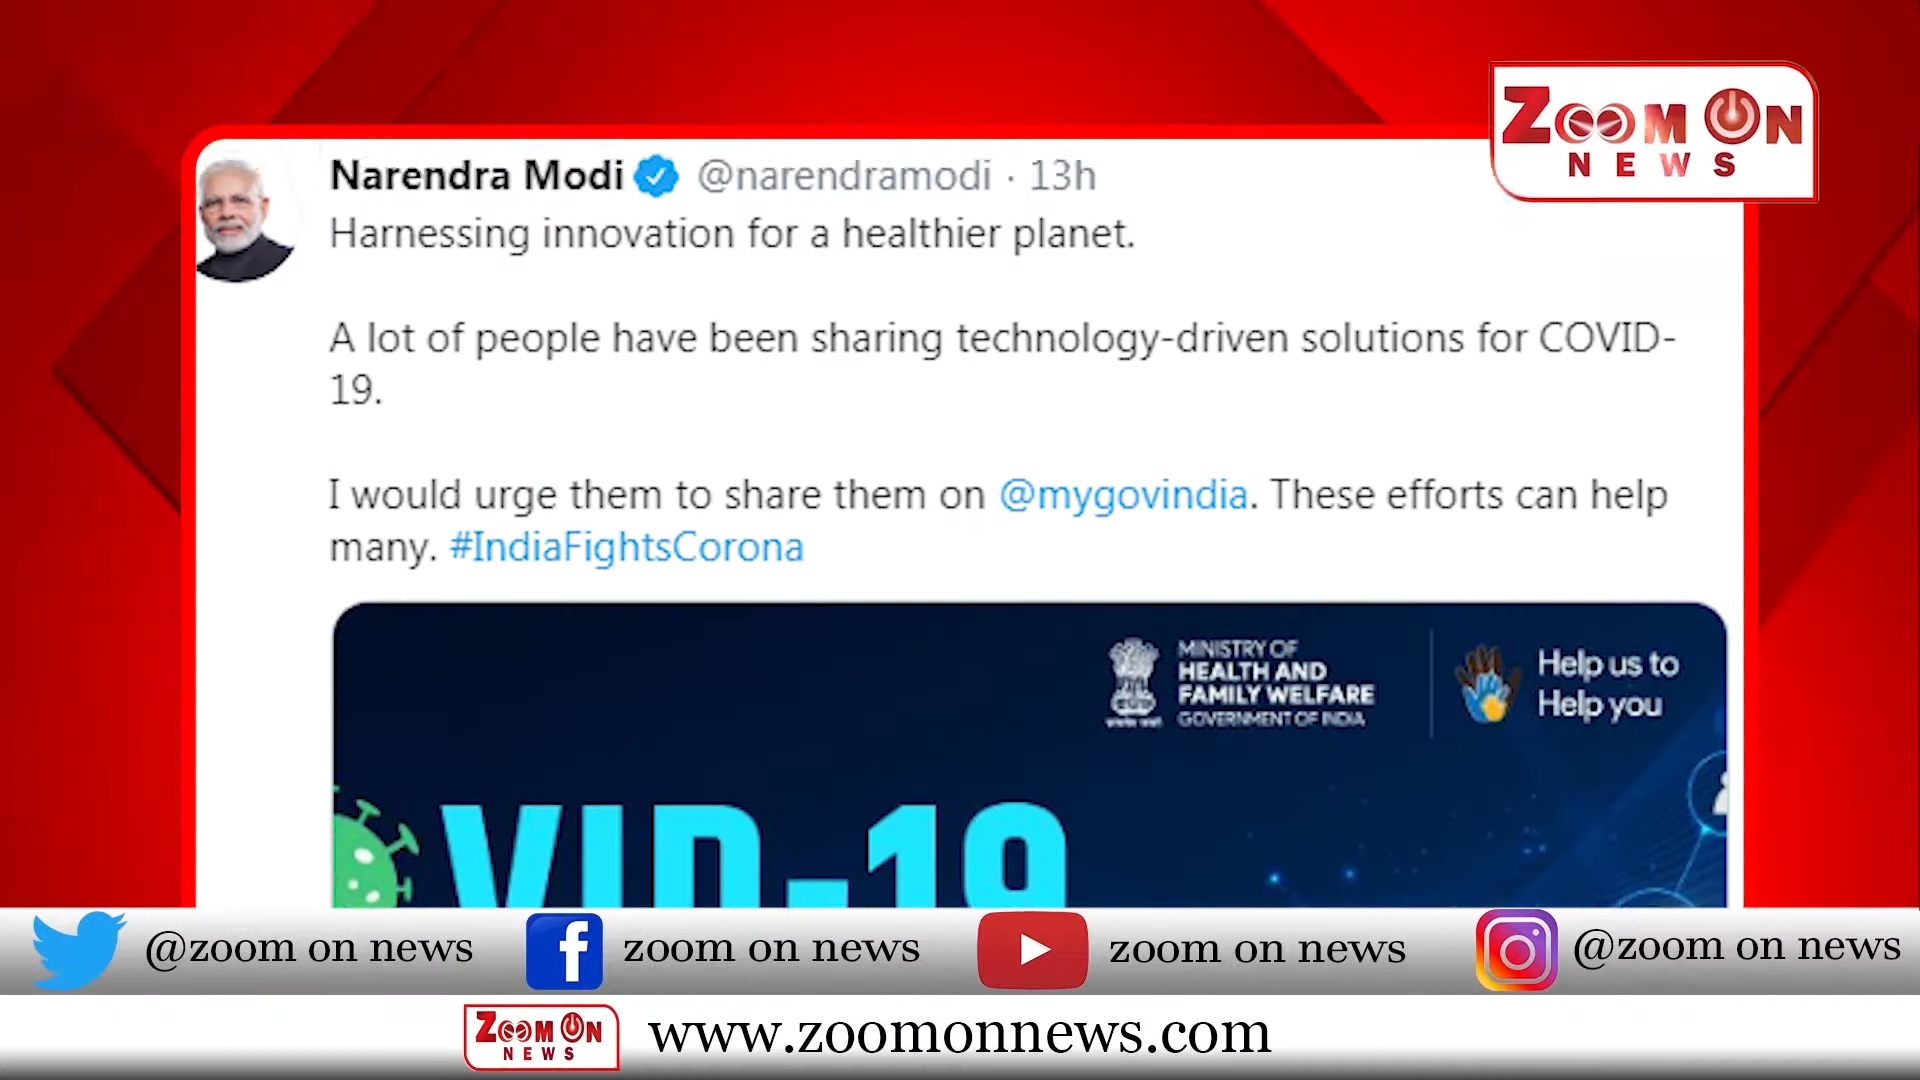 ZOOM ON
NEWS
Narendra Modi @narendramodi · 13h
Harnessing innovation for a healthier planet.
A lot of people have been sharing technology-driven solutions for COVID-
19.
I would urge them to share them on @mygovindia. These efforts can help
many. #IndiaFightsCorona
MINISTRY OF
HEALTH AND
FAMILY WELFARE
GOVERNMENT OF INDIA
Help us to
Help you
VID-19
@zoom on news
zoom on news
zoom on news
@zoom on news
ZOOM ON
NEWS
www.zoomonnews.com